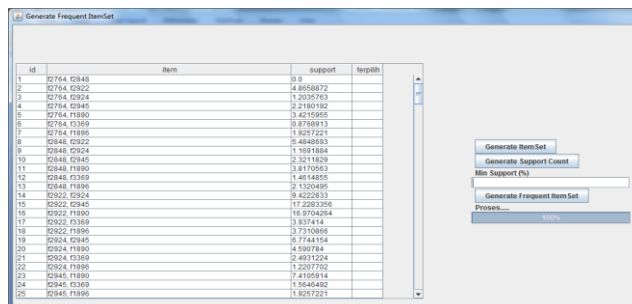 Generate Frequent ItemSet
id item support terpilih
1 f2764, f2848 0.0
2 f2764, f2922 4.8658872
3 f2764, f2924 1.2035763
4 f2764, f2945 2.2180192
5 f2764, f1890 3.4215955
6 f2764, f3369 0.8768913
7 f2764, f1896 1.9257221
8 f2848, f2922 5.4848693
9 f2848, f2924 1.1691884
10 f2848, f2945 2.3211829
11 f2848, f1890 3.8170563
12 f2848, f3369 1.4614855
13 f2848, f1896 2.1320495
14 f2922, f2924 9.4222833
15 f2922, f2945 17.2283356
16 f2922, f1890 16.9704264
17 f2922, f3369 3.937414
18 f2922, f1896 3.7310866
19 f2924, f2945 6.7744154
20 f2924, f1890 4.590784
21 f2924, f3369 2.4931224
22 f2924, f1896 1.2207702
23 f2945, f1890 7.4105914
24 f2945, f3369 1.5646492
25 f2945, f1896 1.9257221
Generate ItemSet
Generate Support Count
Min Support (%)
Generate Frequent ItemSet
Proses.....
100%